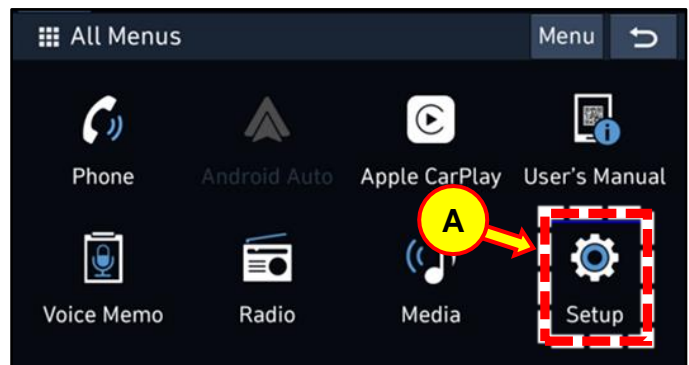 All Menus
Menu
Phone
Android Auto
Apple CarPlay
User's Manual
A
Voice Memo
Radio
Media
Setup